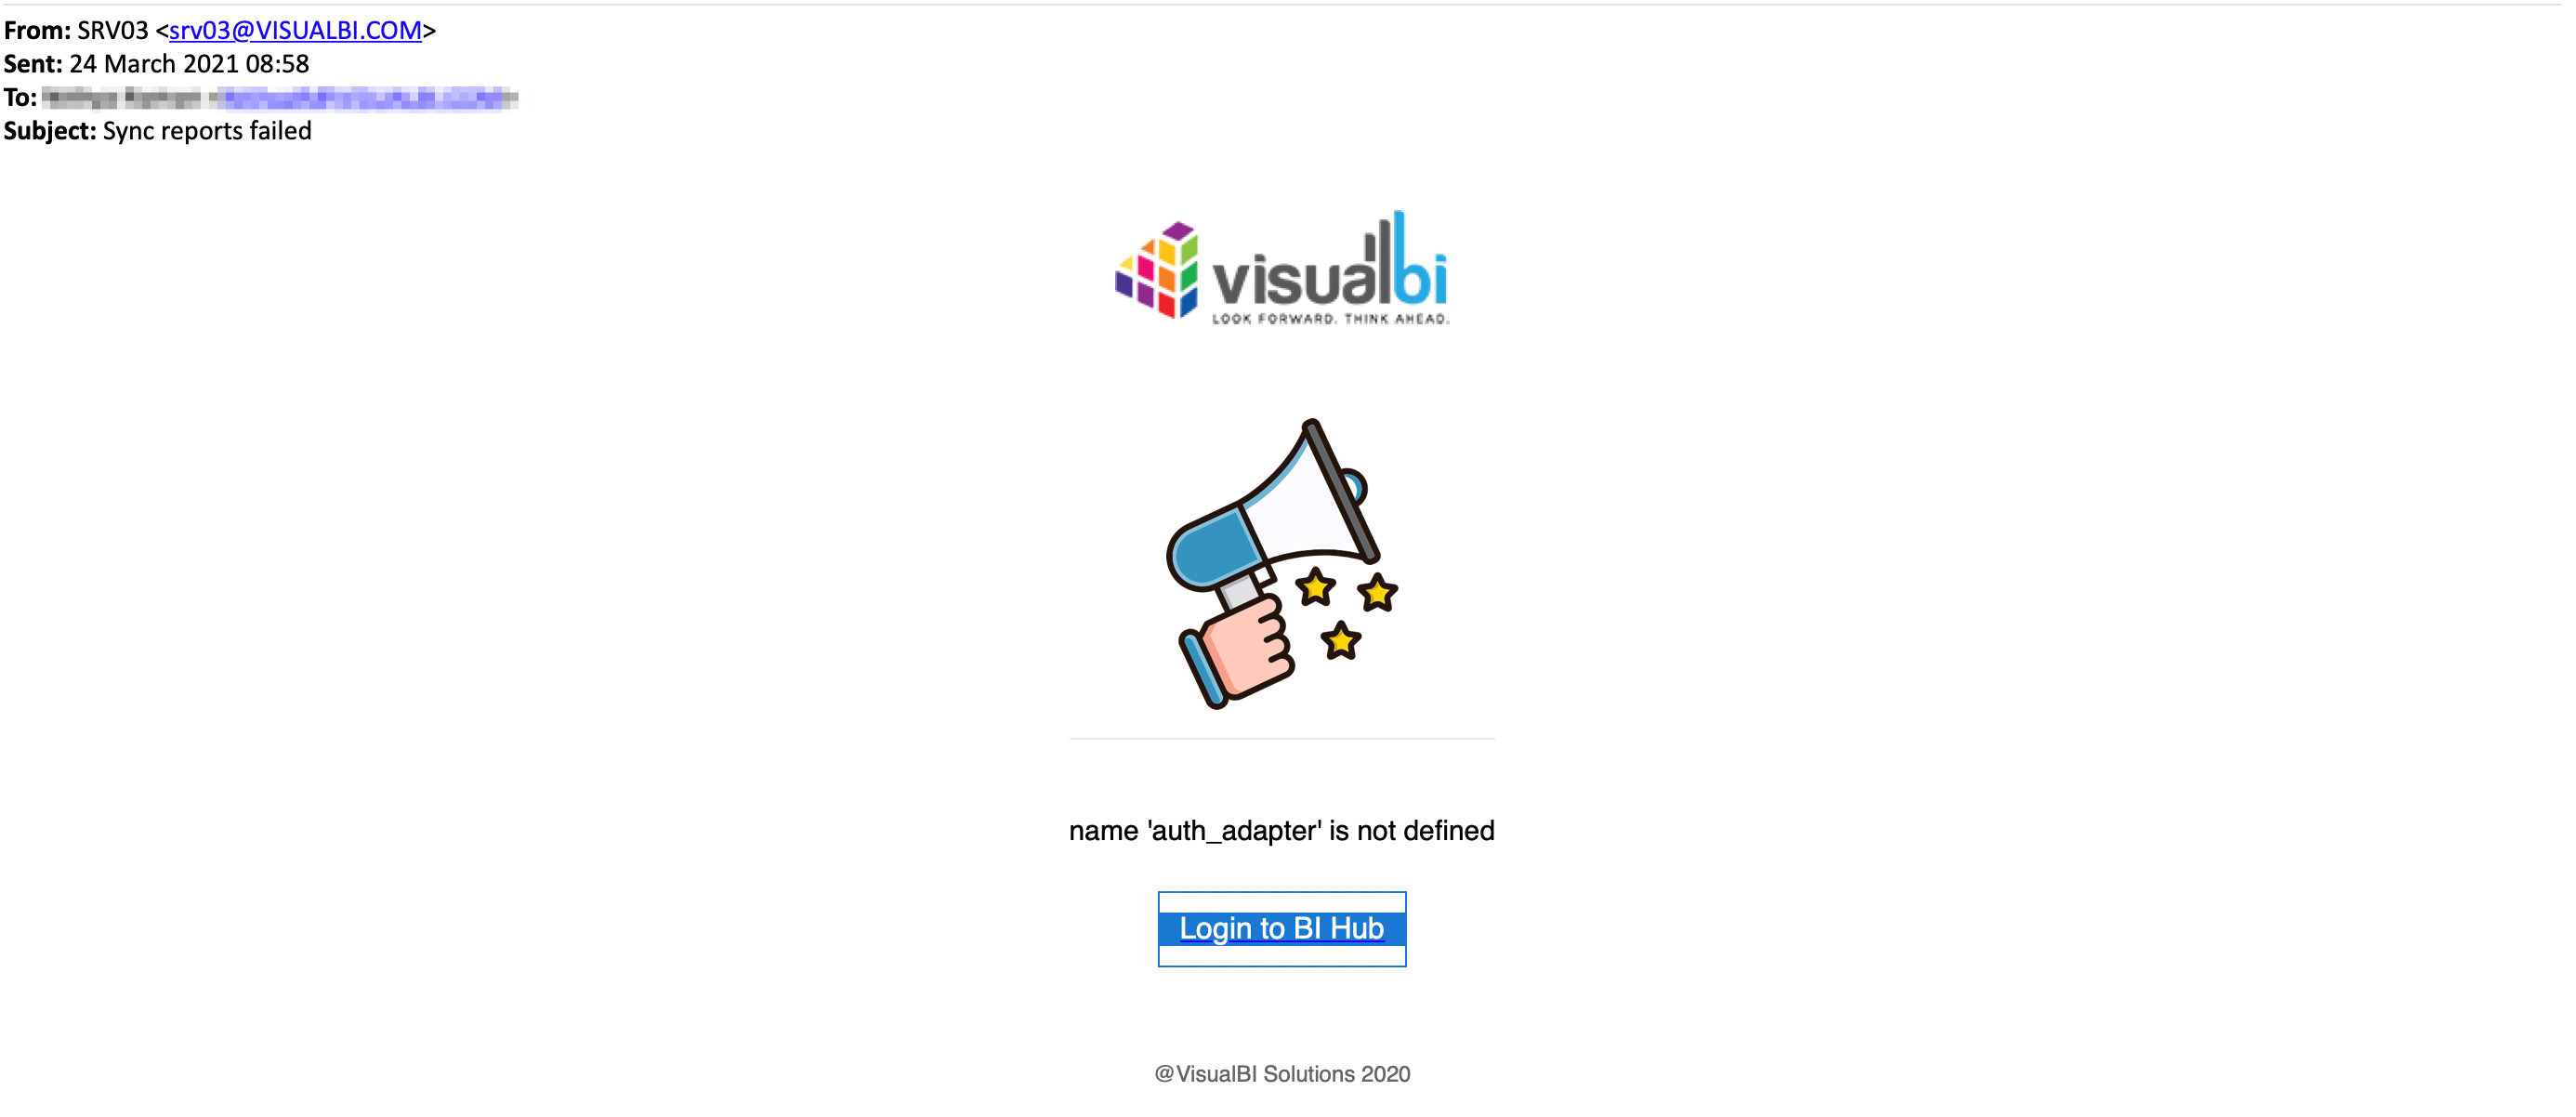 From: SRV03 <srv03@VISUALBI.COM>
Sent: 24 March 2021 08:58
To:
Subject: Sync reports failed
visualbi
LOOK FORWARD. THINK AHEAD.
name 'auth_adapter' is not defined
Login to BI Hub
@VisualBI Solutions 2020